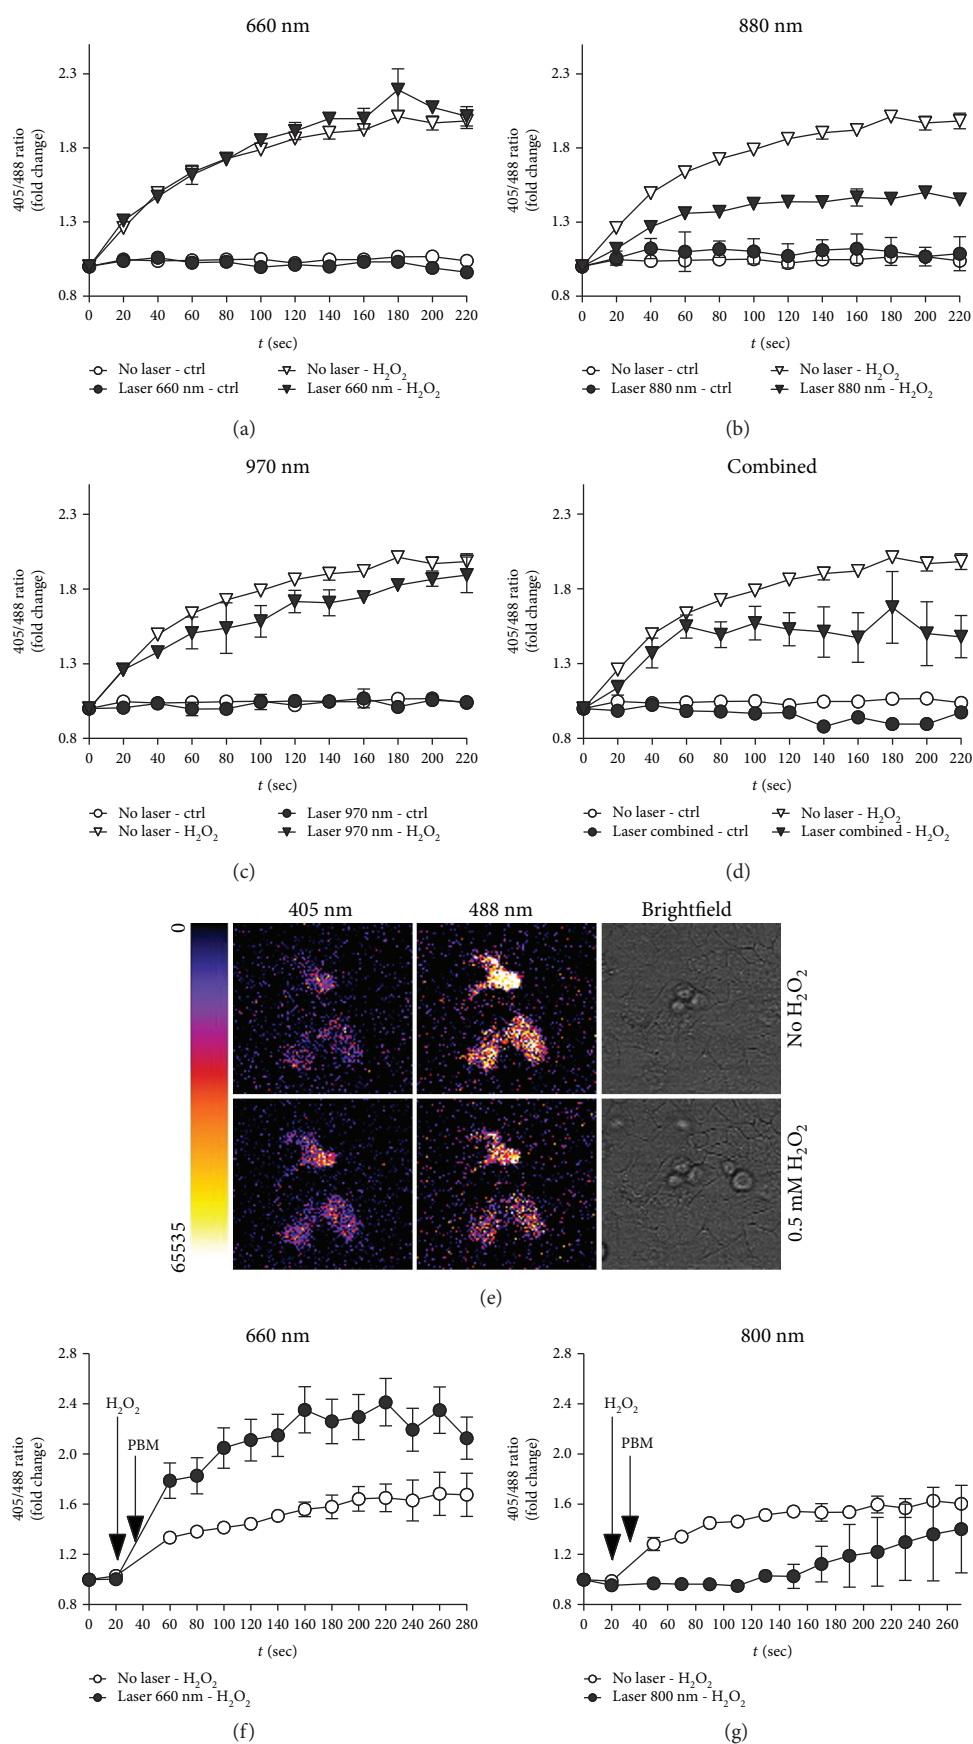 660 nm
2.3
1.8
1.3
0.8
405/488 ratio
(fold change)
0 20 40 60 80 100 120 140 160 180 200 220
t (sec)
No laser - ctrl
Laser 660 nm - ctrl
No laser - H2O2
Laser 660 nm - H2O2
(a)
880 nm
2.3
1.8
1.3
0.8
405/488 ratio
(fold change)
0 20 40 60 80 100 120 140 160 180 200 220
t (sec)
No laser - ctrl
Laser 880 nm - ctrl
No laser - H2O2
Laser 880 nm - H2O2
(b)
970 nm
2.3
1.8
1.3
0.8
405/488 ratio
(fold change)
0 20 40 60 80 100 120 140 160 180 200 220
t (sec)
No laser - ctrl
No laser - H2O2
Laser 970 nm - ctrl
Laser 970 nm - H2O2
(c)
Combined
2.3
1.8
1.3
0.8
405/488 ratio
(fold change)
0 20 40 60 80 100 120 140 160 180 200 220
t (sec)
No laser - ctrl
Laser combined - ctrl
No laser - H2O2
Laser combined - H2O2
(d)
405 nm
488 nm
Brightfield
0
65535
No H2O2
0.5 mM H2O2
(e)
660 nm
2.8
2.4
2.0
1.6
1.2
0.8
405/488 ratio
(fold change)
H2O2
PBM
0 20 40 60 80 100 120 140 160 180 200 220 240 260 280
t (sec)
No laser - H2O2
Laser 660 nm - H2O2
(f)
800 nm
2.8
2.4
2.0
1.6
1.2
0.8
405/488 ratio
(fold change)
H2O2
PBM
0 20 40 60 80 100 120 140 160 180 200 220 240 260
t (sec)
No laser - H2O2
Laser 800 nm - H2O2
(g)